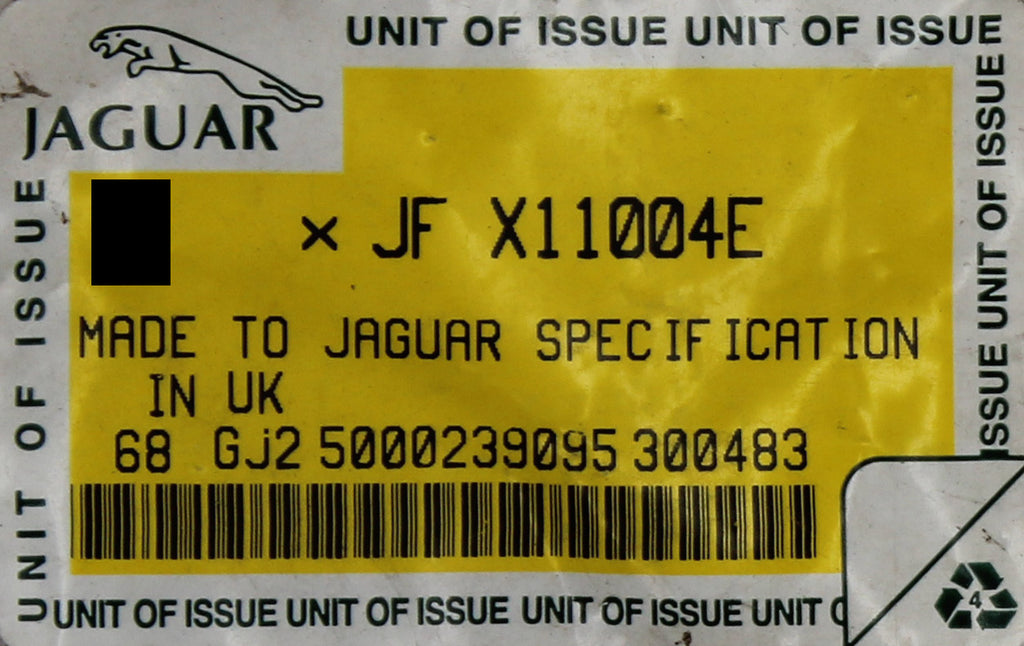 JAGUAR
UNIT OF ISSUE UNIT OF ISSUE
ISSUE UNIT OF ISSUE
UNIT OF ISSUE
x JF X11004E
MADE TO JAGUAR SPECIFICATION
IN UK
68 Gj2 5000239095 300483
UNIT OF ISSUE UNIT OF ISSUE UNIT OF ISSUE UNIT
4